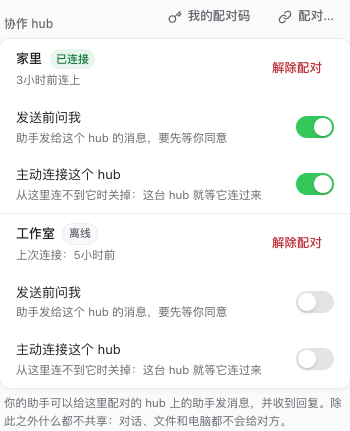 协作 hub
我的配对码
配对...
家里 已连接
解除配对
3小时前连上
发送前问我
助手发给这个 hub 的消息，要先等你同意
主动连接这个 hub
从这里连不到它时关掉：这台 hub 就等它连过来
工作室 离线
解除配对
上次连接：5小时前
发送前问我
助手发给这个 hub 的消息，要先等你同意
主动连接这个 hub
从这里连不到它时关掉：这台 hub 就等它连过来
你的助手可以给这里配对的 hub 上的助手发消息，并收到回复。除
此之外什么都不共享：对话、文件和电脑都不会给对方。